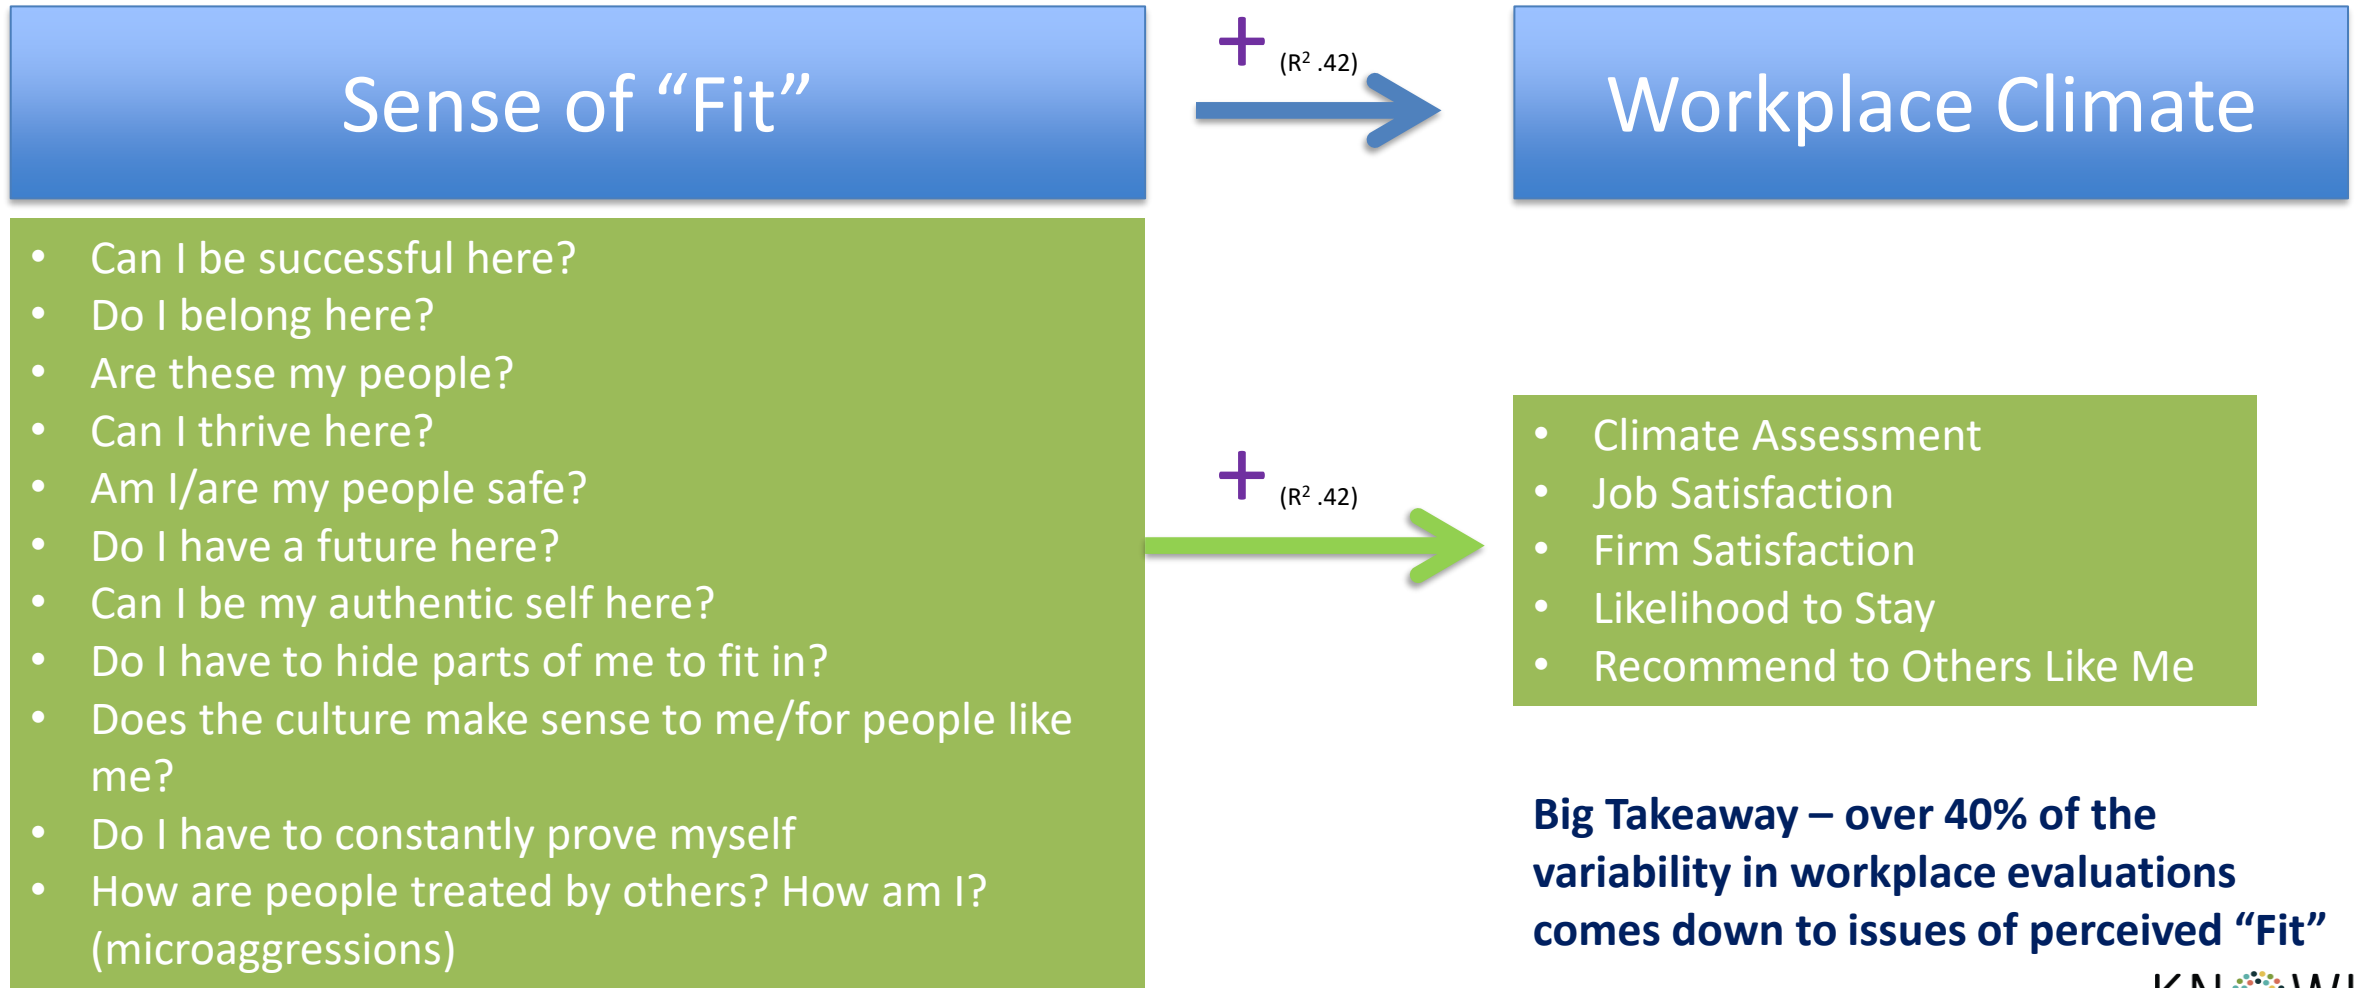 Sense of “Fit”
+ (R² .42)
Workplace Climate
• Can I be successful here?
• Do I belong here?
• Are these my people?
• Can I thrive here?
• Am I/are my people safe?
• Do I have a future here?
• Can I be my authentic self here?
• Do I have to hide parts of me to fit in?
• Does the culture make sense to me/for people like
me?
• Do I have to constantly prove myself
• How are people treated by others? How am I?
(microaggressions)
+ (R² .42)
• Climate Assessment
• Job Satisfaction
• Firm Satisfaction
• Likelihood to Stay
• Recommend to Others Like Me
Big Takeaway – over 40% of the
variability in workplace evaluations
comes down to issues of perceived “Fit”